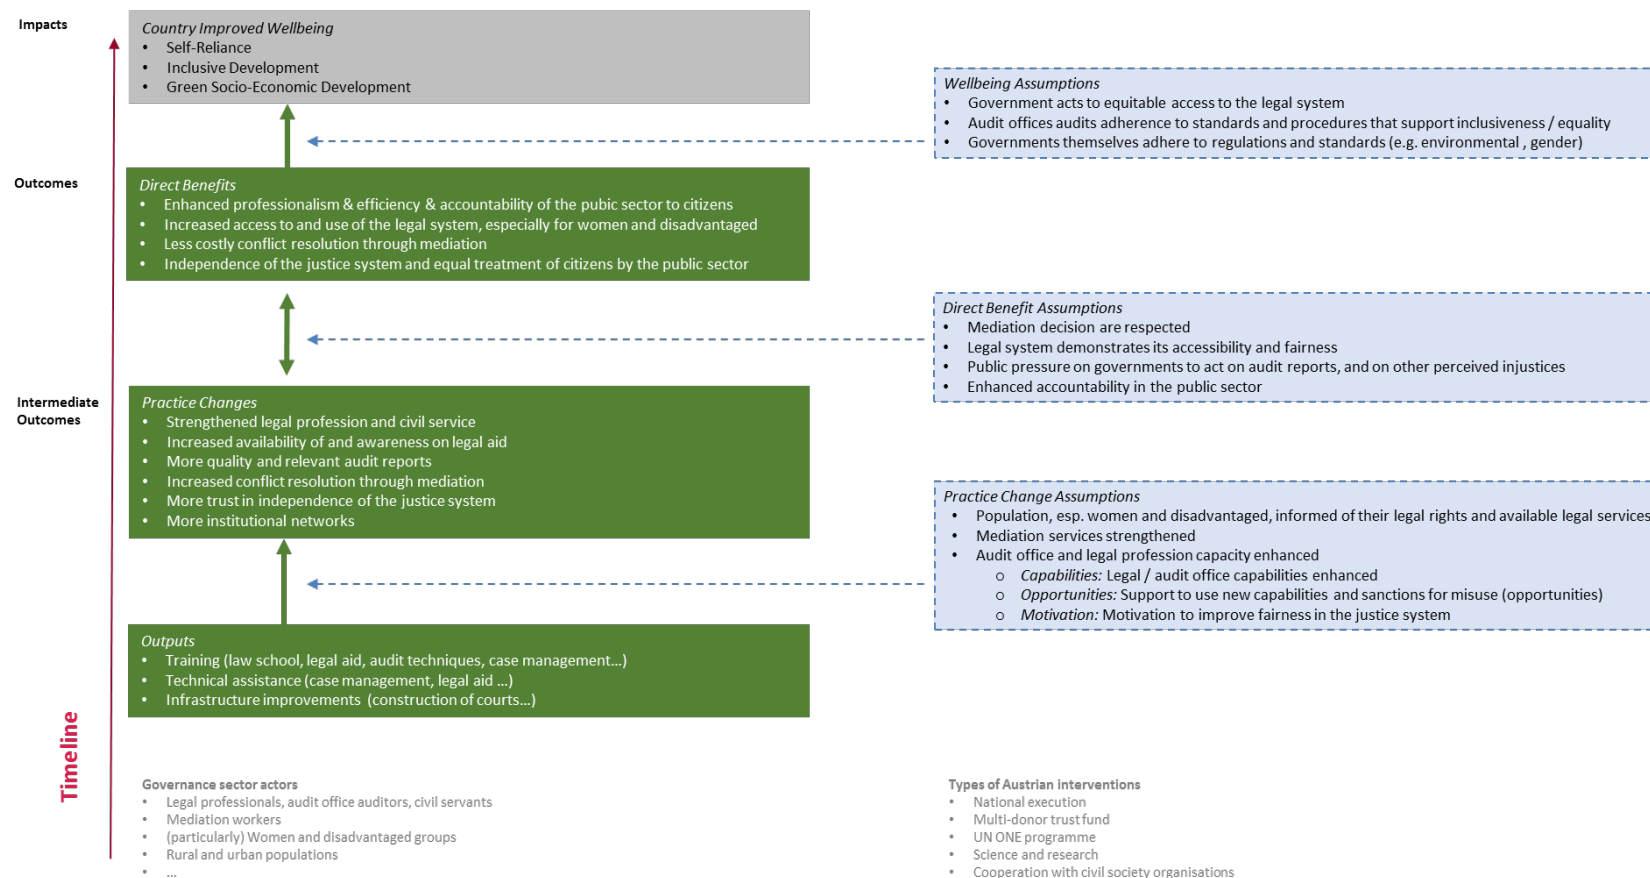 Impacts
Country Improved Wellbeing
• Self-Reliance
• Inclusive Development
• Green Socio-Economic Development
Wellbeing Assumptions
• Government acts to equitable access to the legal system
• Audit offices audits adherence to standards and procedures that support inclusiveness / equality
• Governments themselves adhere to regulations and standards (e.g. environmental , gender)
Outcomes
Direct Benefits
• Enhanced professionalism & efficiency & accountability of the pubic sector to citizens
• Increased access to and use of the legal system, especially for women and disadvantaged
• Less costly conflict resolution through mediation
• Independence of the justice system and equal treatment of citizens by the public sector
Direct Benefit Assumptions
• Mediation decision are respected
• Legal system demonstrates its accessibility and fairness
• Public pressure on governments to act on audit reports, and on other perceived injustices
• Enhanced accountability in the public sector
Intermediate
Outcomes
Practice Changes
• Strengthened legal profession and civil service
• Increased availability of and awareness on legal aid
• More quality and relevant audit reports
• Increased conflict resolution through mediation
• More trust in independence of the justice system
• More institutional networks
Practice Change Assumptions
• Population, esp. women and disadvantaged, informed of their legal rights and available legal services
• Mediation services strengthened
• Audit office and legal profession capacity enhanced
o Capabilities: Legal / audit office capabilities enhanced
o Opportunities: Support to use new capabilities and sanctions for misuse (opportunities)
o Motivation: Motivation to improve fairness in the justice system
Outputs
• Training (law school, legal aid, audit techniques, case management…)
• Technical assistance (case management, legal aid …)
• Infrastructure improvements (construction of courts…)
Timeline
Governance sector actors
• Legal professionals, audit office auditors, civil servants
• Mediation workers
• (particularly) Women and disadvantaged groups
• Rural and urban populations
• …
Types of Austrian interventions
• National execution
• Multi-donor trust fund
• UN ONE programme
• Science and research
• Cooperation with civil society organisations